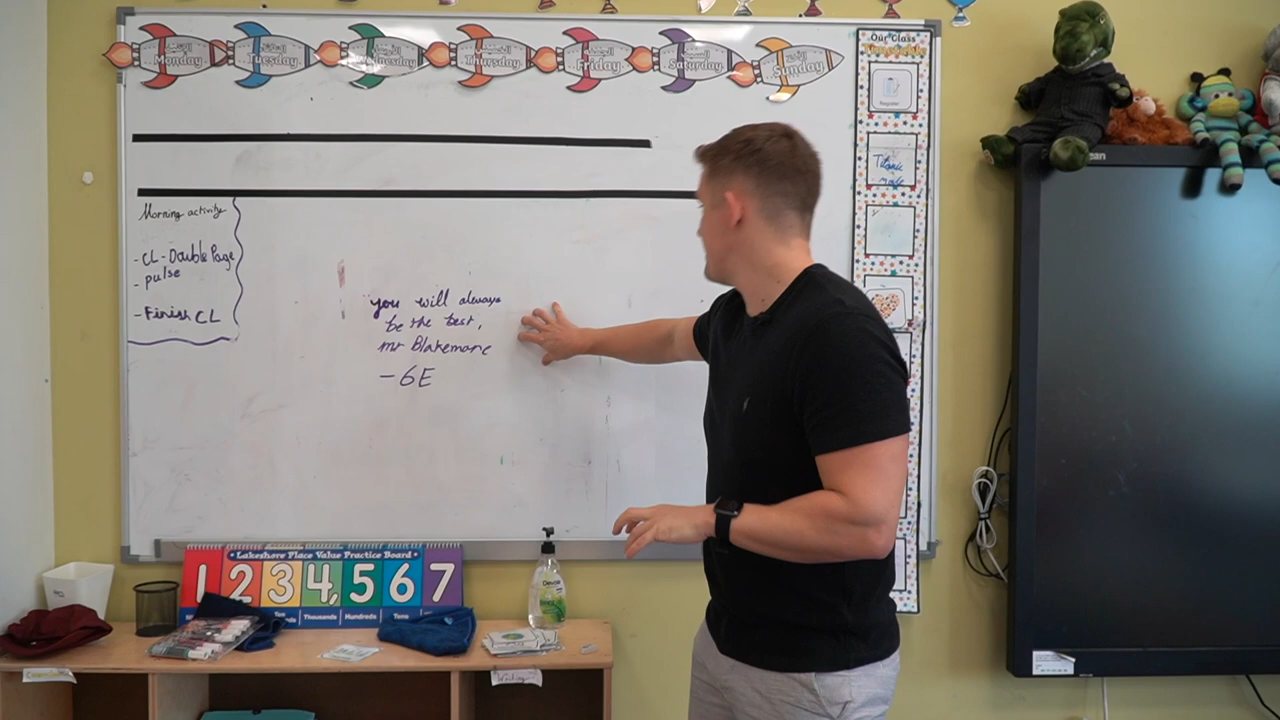 Monday
Tuesday
Wednesday
Thursday
Friday
Saturday
Sunday
Our Class
Timetable
Register
Morning activity
- CL - Double Page
- pulse
- Finish CL
you will always
be the best,
mr Blakemore
- 6E
Lakeshore Place Value Practice Board
1 2 3 4, 5 6 7
Thousands Hundreds Tens
Writing